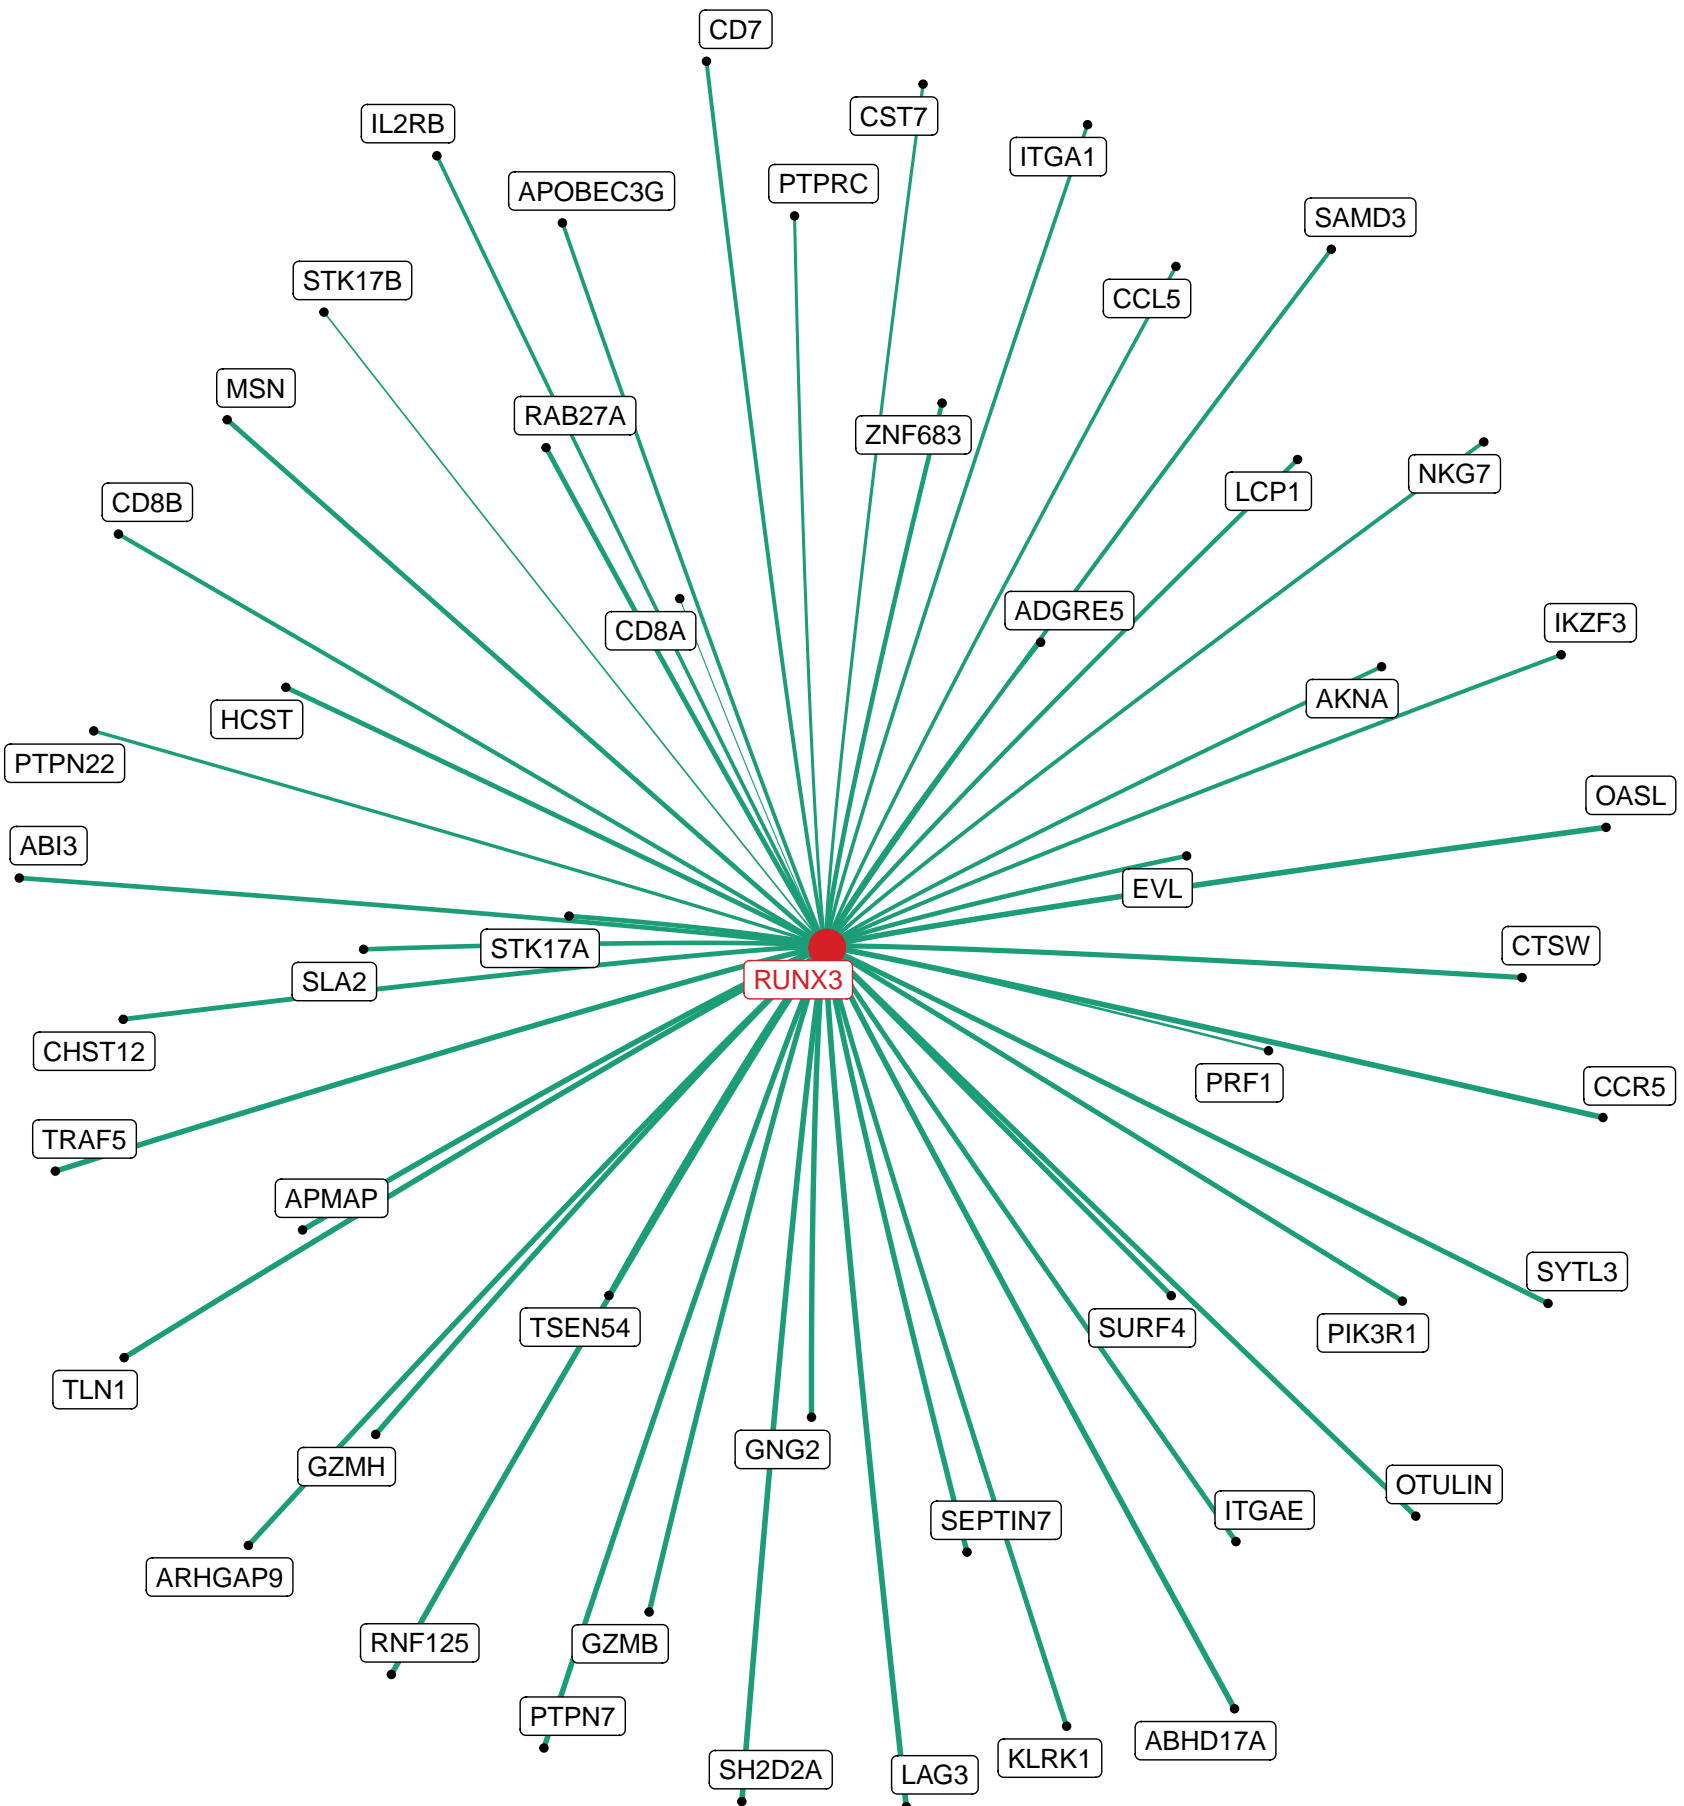 CD7
CST7
IL2RB
ITGA1
PTPRC
APOBEC3G
SAMD3
STK17B
CCL5
MSN
RAB27A
ZNF683
NKG7
LCP1
CD8B
ADGRE5
IKZF3
CD8A
AKNA
HCST
PTPN22
OASL
ABI3
EVL
CTSW
STK17A
RUNX3
SLA2
CHST12
PRF1
CCR5
TRAF5
APMAP
SYTL3
TSEN54
SURF4
PIK3R1
TLN1
GNG2
GZMH
OTULIN
ITGAE
SEPTIN7
ARHGAP9
RNF125
GZMB
PTPN7
ABHD17A
KLRK1
SH2D2A
LAG3